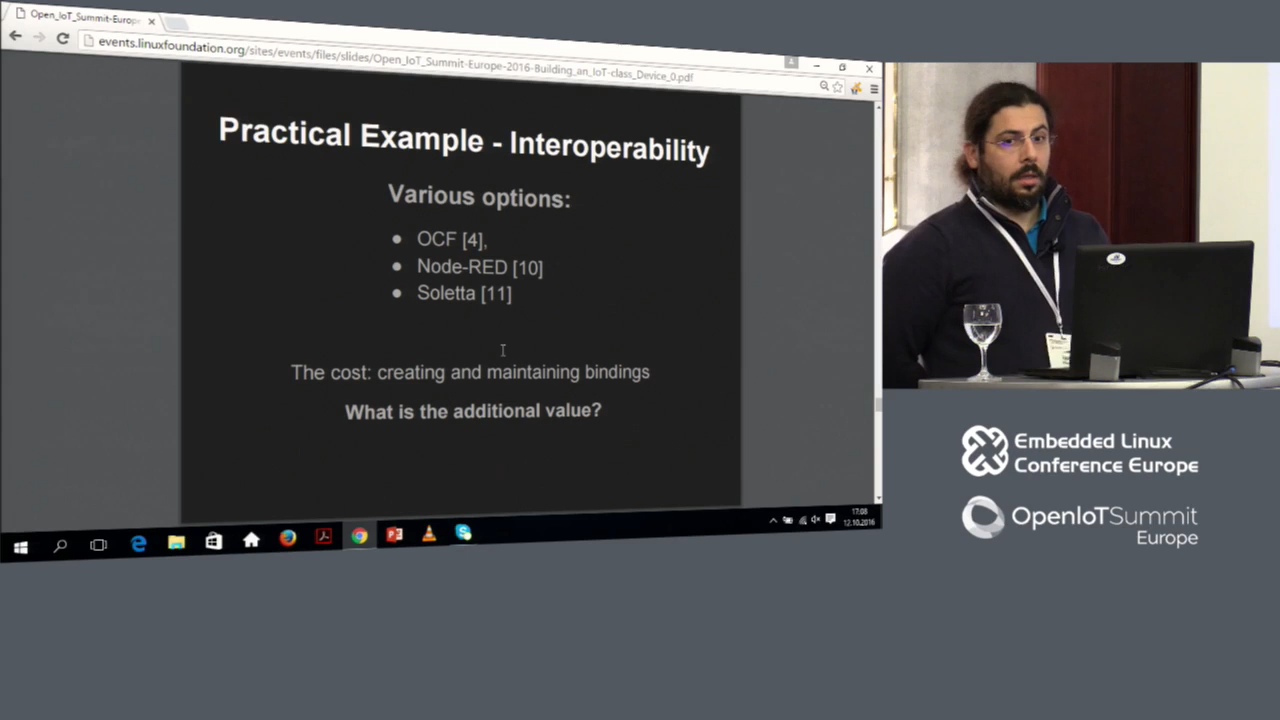 Open_IoT_Summit-Europ
events.linuxfoundation.org/sites/events/files/slides/Open_IoT_Summit-Europe-2016-Building_an_IoT-class_Device_0.pdf
Practical Example - Interoperability
Various options:
● OCF [4],
● Node-RED [10]
● Soletta [11]
The cost: creating and maintaining bindings
What is the additional value?
17:08
12.10.2016
Embedded Linux
Conference Europe
OpenIoTSummit
Europe